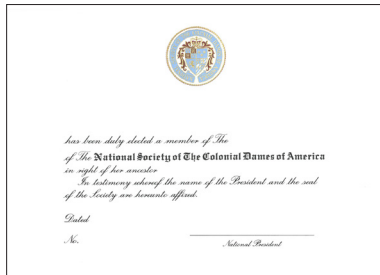 has been duly elected a member of The
of The National Society of The Colonial Dames of America
in right of her ancestor
In testimony whereof the name of the President and the seal
of the Society are hereunto affixed.
Dated
No.
National President